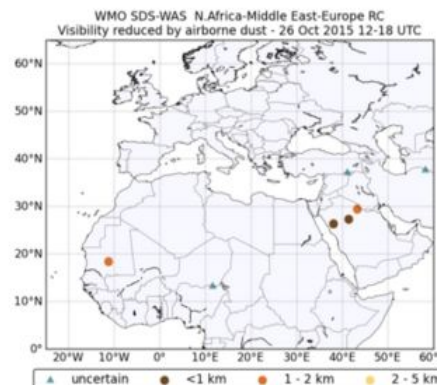 WMO SDS-WAS N.Africa-Middle East-Europe RC
Visibility reduced by airborne dust - 26 Oct 2015 12-18 UTC
60°N
50°N
40°N
30°N
20°N
10°N
0°
20°W 10°W 0° 10°E 20°E 30°E 40°E 50°E 60°E
uncertain <1 km 1 - 2 km 2 - 5 km